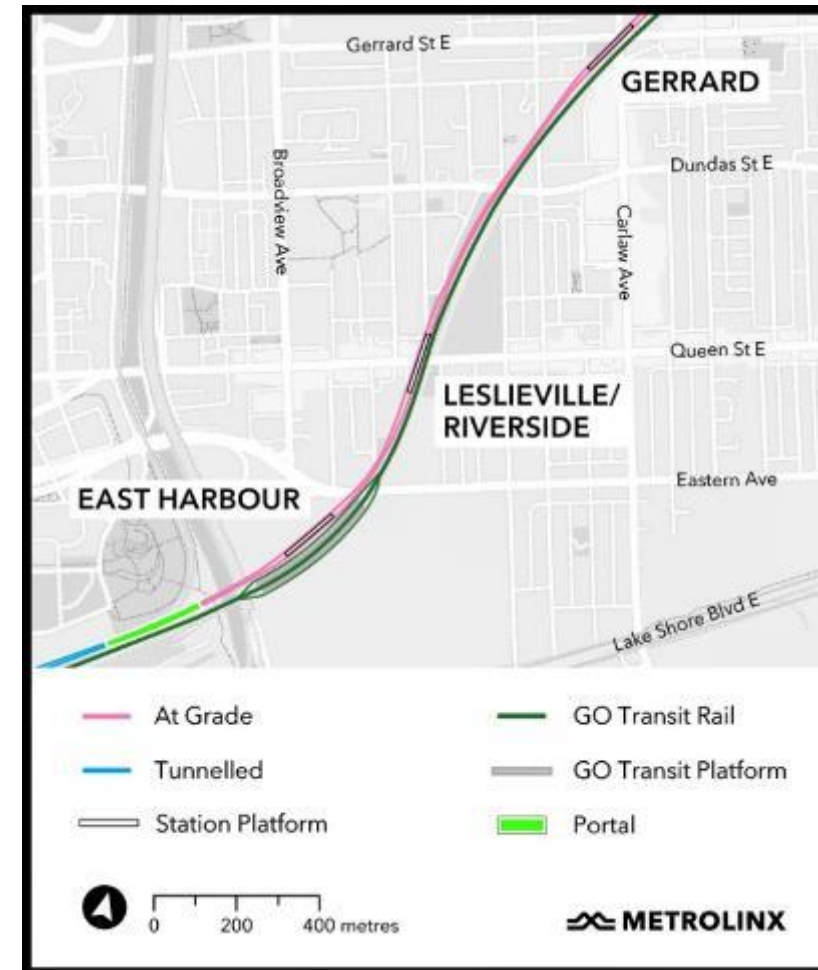 Gerrard St E
GERRARD
Broadview Ave
Dundas St E
Carlaw Ave
Queen St E
LESLIEVILLE/
RIVERSIDE
Eastern Ave
EAST HARBOUR
Lake Shore Blvd E
At Grade
GO Transit Rail
Tunnelled
GO Transit Platform
Station Platform
Portal
0 200 400 metres
METROLINX